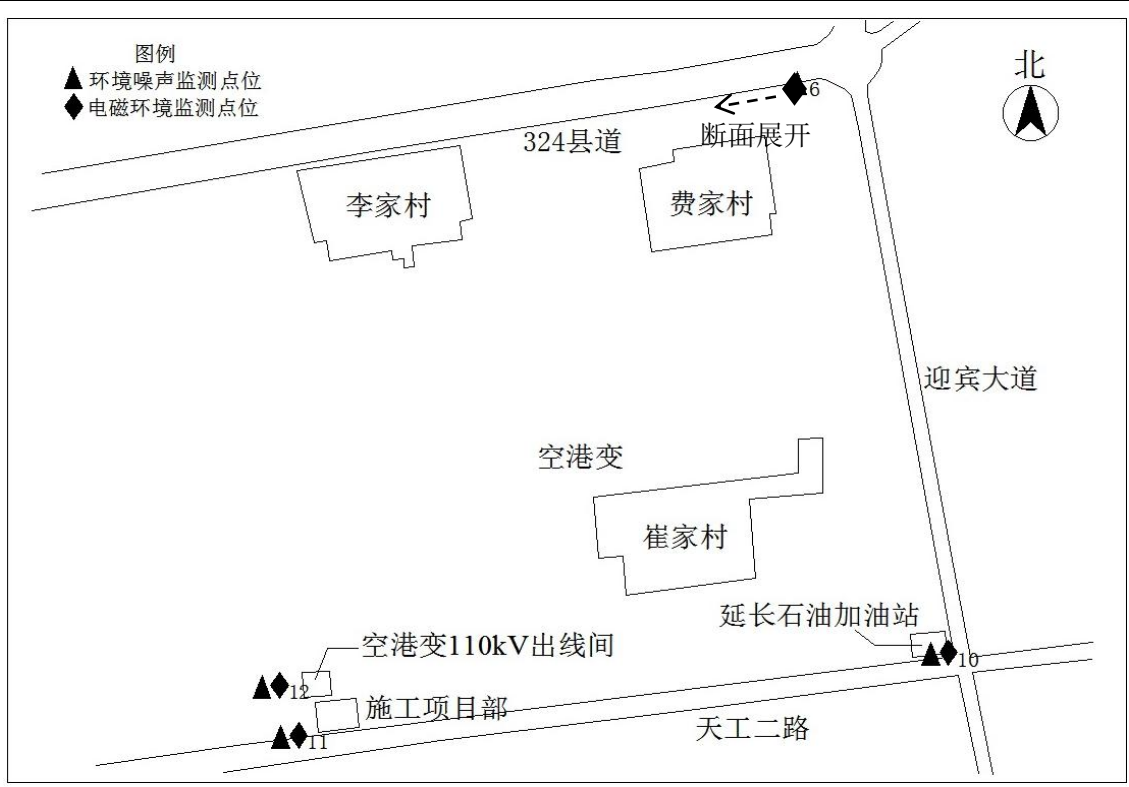 图例
环境噪声监测点位
电磁环境监测点位
北
6
断面展开
324县道
李家村
费家村
迎宾大道
空港变
崔家村
延长石油加油站
10
空港变110kV出线间
12
施工项目部
11
天工二路